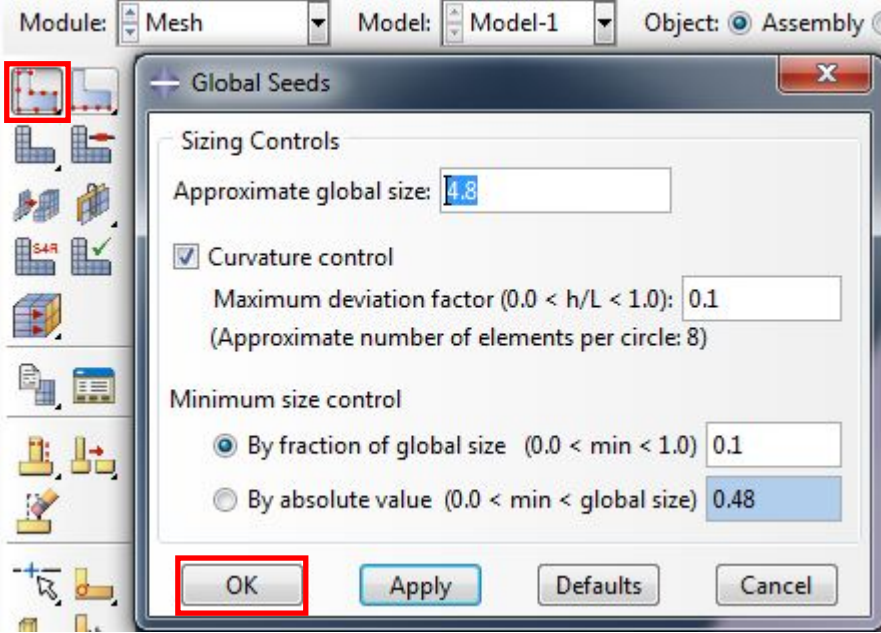 Module: Mesh Model: Model-1 Object: Assembly
Global Seeds
x
Sizing Controls
Approximate global size: 4.8
Curvature control
Maximum deviation factor (0.0 < h/L < 1.0): 0.1
(Approximate number of elements per circle: 8)
S4R
Minimum size control
By fraction of global size (0.0 < min < 1.0) 0.1
By absolute value (0.0 < min < global size) 0.48
OK Apply Defaults Cancel